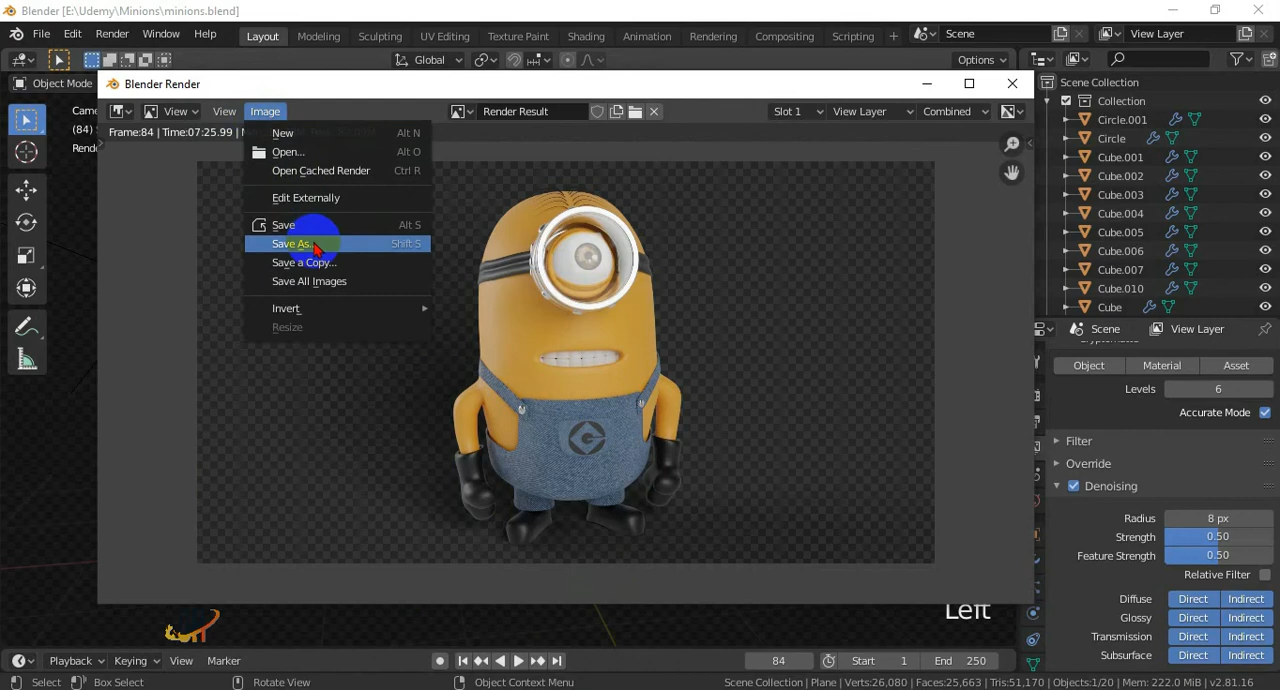 Blender [E:\Udemy\Minions\minions.blend]
File Edit Render Window Help Layout Modeling Sculpting UV Editing Texture Paint Shading Animation Rendering Compositing Scripting + Scene View Layer
Global Options
Object Mode Blender Render Scene Collection
Collection
View View Image Render Result Slot 1 View Layer Combined
Came
Circle.001
(84)
Frame:84 | Time:07:25.99 |
New Alt N
Circle
Rende
Open... Alt O
Cube.001
Open Cached Render Ctrl R
Cube.002
Edit Externally
Cube.003
Cube.004
Save Alt S
Cube.005
Save As... Shift S
Cube.006
Save a Copy...
Cube.007
Save All Images
Cube.010
Invert
Cube
Resize
Scene View Layer
Object Material Asset
Levels 6
Accurate Mode
Filter
Override
Denoising
Radius 8 px
Strength 0.50
Feature Strength 0.50
Relative Filter
Diffuse Direct Indirect
Left
Glossy Direct Indirect
Transmission Direct Indirect
Subsurface Direct Indirect
Playback Keying View Marker 84 Start 1 End 250
Select Box Select Rotate View Object Context Menu Scene Collection | Plane | Verts:26,080 | Faces:25,663 | Tris:51,170 | Objects:1/20 | Mem: 222.0 MiB | v2.81.16